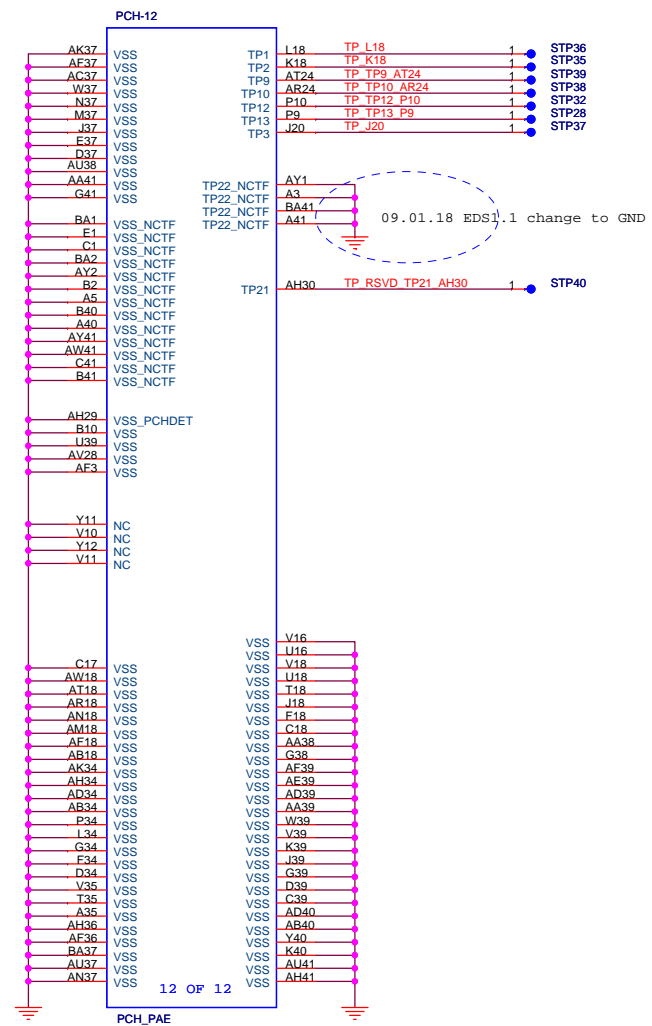 PCH-12
AK37 VSS TP1 L18 TP_L18 1 STP36
AF37 VSS TP2 K18 TP_K18 1 STP35
AC37 VSS TP9 AT24 TP_TP9_AT24 1 STP39
W37 VSS TP10 AR24 TP_TP10_AR24 1 STP38
N37 VSS TP12 P10 TP_TP12_P10 1 STP32
M37 VSS TP13 P9 TP_TP13_P9 1 STP28
J37 VSS TP3 J20 TP_J20 1 STP37
E37 VSS
D37 VSS
AU38 VSS
AA41 VSS TP22_NCTF AY1
G41 VSS TP22_NCTF A3
TP22_NCTF BA41
BA1 VSS_NCTF TP22_NCTF A41 09.01.18 EDS1.1 change to GND
E1 VSS_NCTF
C1 VSS_NCTF
BA2 VSS_NCTF
AY2 VSS_NCTF
B2 VSS_NCTF TP21 AH30 TP_RSVD_TP21_AH30 1 STP40
A5 VSS_NCTF
B40 VSS_NCTF
A40 VSS_NCTF
AY41 VSS_NCTF
AW41 VSS_NCTF
C41 VSS_NCTF
B41 VSS_NCTF
AH29 VSS_PCHDET
B10 VSS
U39 VSS
AV28 VSS
AF3 VSS
Y11 NC
V10 NC
Y12 NC
V11 NC
VSS V16
VSS U16
C17 VSS VSS V18
AW18 VSS VSS U18
AT18 VSS VSS T18
AR18 VSS VSS J18
AN18 VSS VSS F18
AM18 VSS VSS C18
AF18 VSS VSS AA38
AB18 VSS VSS G38
AK34 VSS VSS AF39
AH34 VSS VSS AE39
AD34 VSS VSS AD39
AB34 VSS VSS AA39
P34 VSS VSS W39
L34 VSS VSS V39
G34 VSS VSS K39
F34 VSS VSS J39
D34 VSS VSS G39
V35 VSS VSS D39
T35 VSS VSS C39
A35 VSS VSS AD40
AH36 VSS VSS AB40
AF36 VSS VSS Y40
BA37 VSS VSS K40
AU37 VSS VSS AU41
AN37 VSS VSS AH41
12 OF 12
PCH_PAE